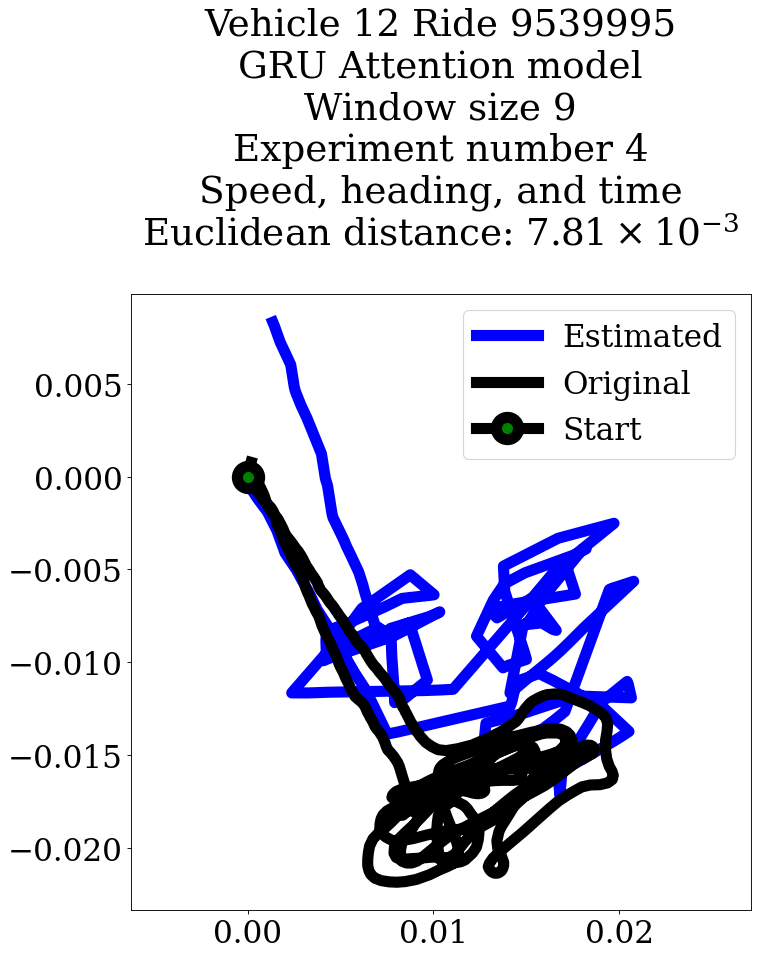 Vehicle 12 Ride 9539995
GRU Attention model
Window size 9
Experiment number 4
Speed, heading, and time
Euclidean distance: 7.81 × 10⁻³
Estimated
Original
Start
0.005
0.000
−0.005
−0.010
−0.015
−0.020
0.00 0.01 0.02